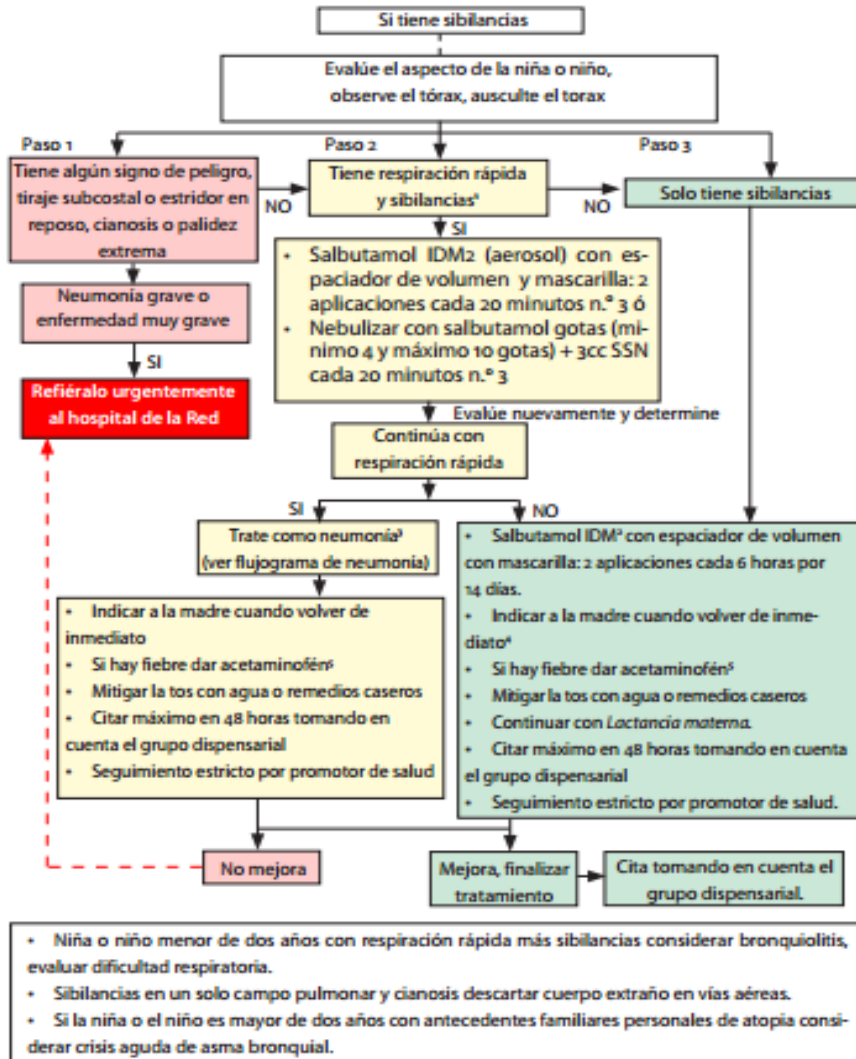 Si tiene sibilancias
Evalúe el aspecto de la niña o niño,
observe el tórax, ausculte el torax
Paso 1
Tiene algún signo de peligro,
tiraje subcostal o estridor en
reposo, cianosis o palidez
extrema
NO
Neumonía grave o
enfermedad muy grave
SI
Refiéralo urgentemente
al hospital de la Red
Paso 2
Tiene respiración rápida
y sibilancias¹
NO
SI
• Salbutamol IDM2 (aerosol) con es-
paciador de volumen y mascarilla: 2
aplicaciones cada 20 minutos n.º 3 ó
• Nebulizar con salbutamol gotas (mi-
nimo 4 y máximo 10 gotas) + 3cc SSN
cada 20 minutos n.º 3
Evalúe nuevamente y determine
Continúa con
respiración rápida
SI
NO
Paso 3
Solo tiene sibilancias
Trate como neumonía³
(ver flujograma de neumonía)
• Indicar a la madre cuando volver de
inmediato
• Si hay fiebre dar acetaminofén⁵
• Mitigar la tos con agua o remedios caseros
• Citar máximo en 48 horas tomando en
cuenta el grupo dispensarial
• Seguimiento estricto por promotor de salud
• Salbutamol IDM² con espaciador de volumen
con mascarilla: 2 aplicaciones cada 6 horas por
14 días.
• Indicar a la madre cuando volver de inme-
diato⁴
• Si hay fiebre dar acetaminofén⁵
• Mitigar la tos con agua o remedios caseros
• Continuar con Lactancia materna.
• Citar máximo en 48 horas tomando en cuenta
el grupo dispensarial
• Seguimiento estricto por promotor de salud.
No mejora
Mejora, finalizar
tratamiento
Cita tomando en cuenta el
grupo dispensarial.
• Niña o niño menor de dos años con respiración rápida más sibilancias considerar bronquiolitis,
evaluar dificultad respiratoria.
• Sibilancias en un solo campo pulmonar y cianosis descartar cuerpo extraño en vías aéreas.
• Si la niña o el niño es mayor de dos años con antecedentes familiares personales de atopia consi-
derar crisis aguda de asma bronquial.